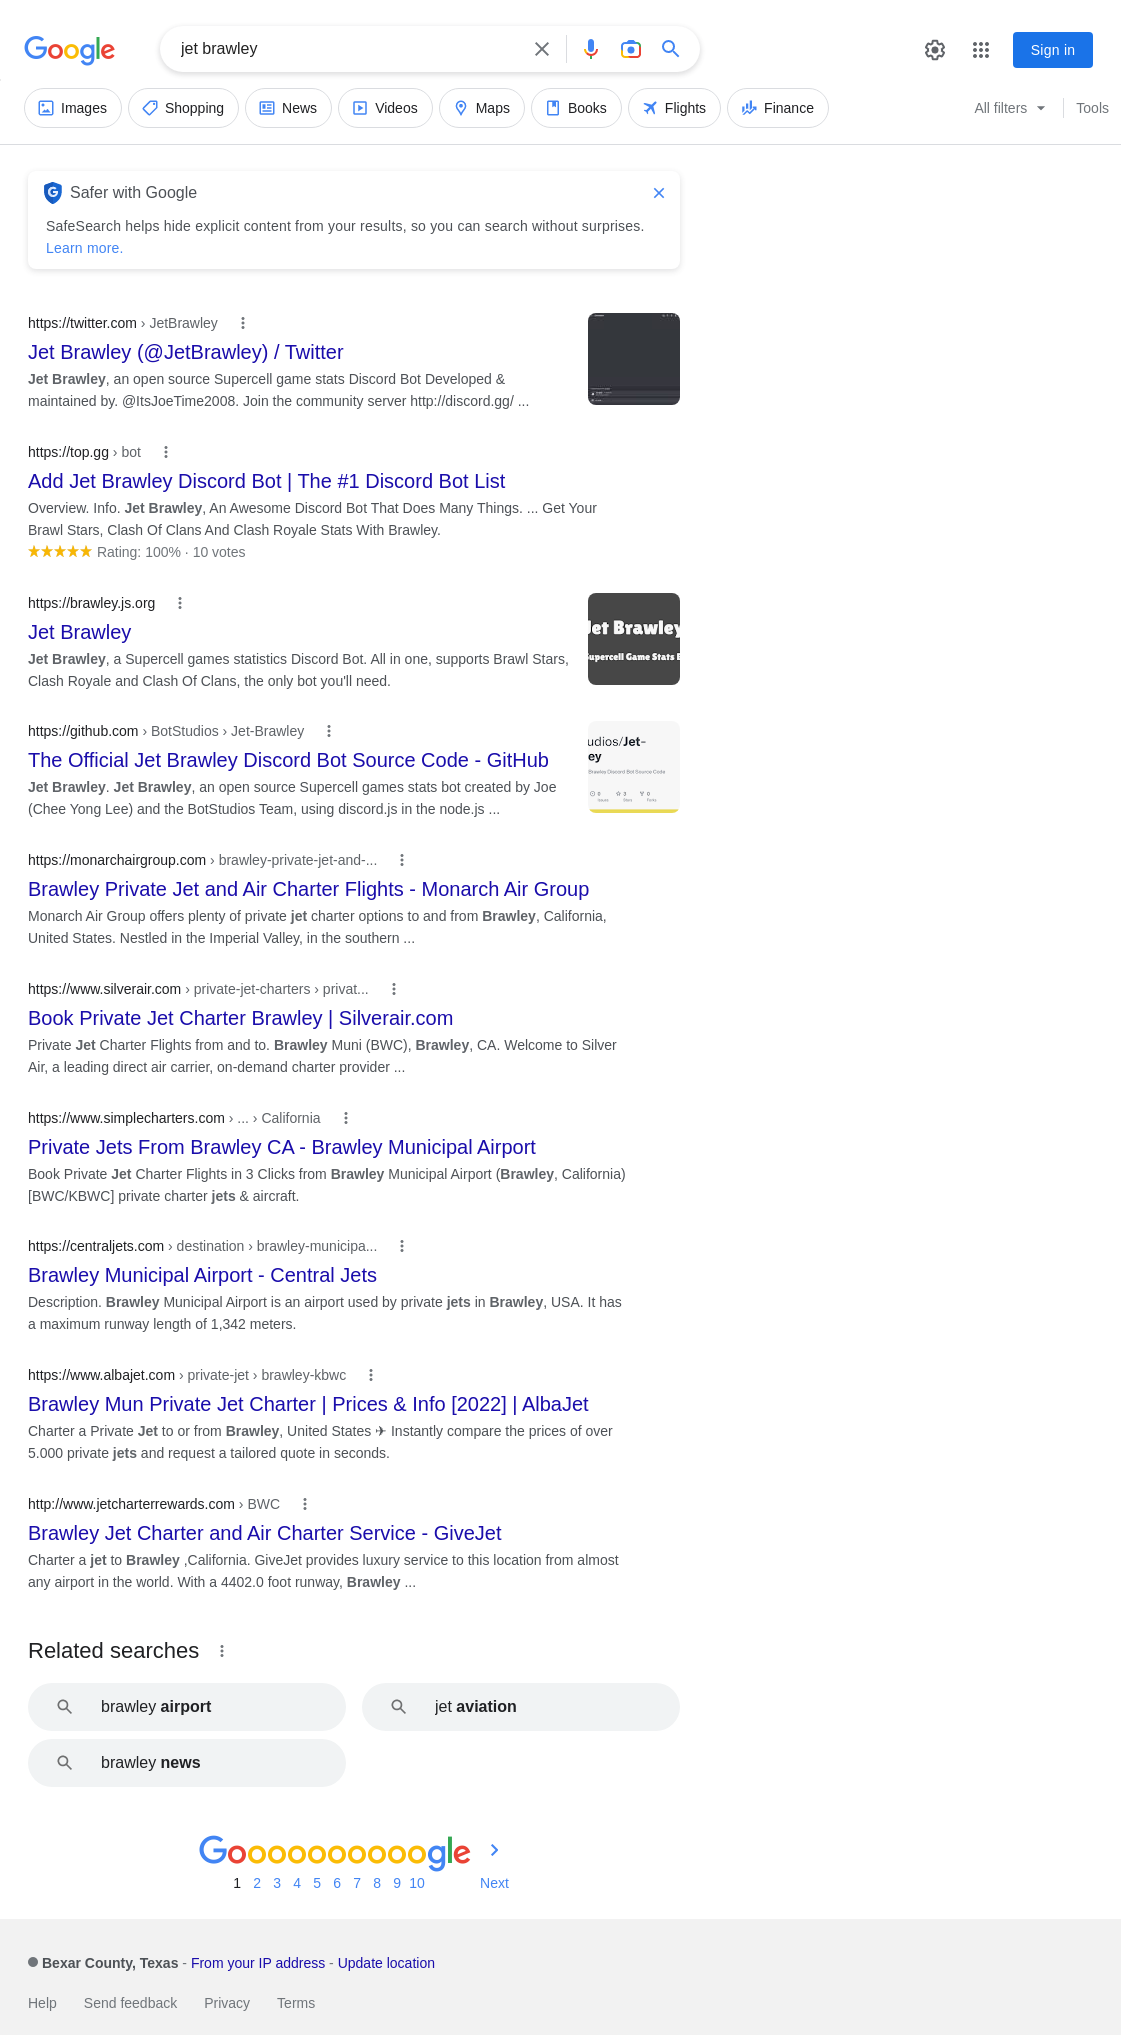 Google
jet brawley
Sign in
Images
Shopping
News
Videos
Maps
Books
Flights
Finance
All filters
Tools
Safer with Google
SafeSearch helps hide explicit content from your results, so you can search without surprises.
Learn more.
https://twitter.com › JetBrawley
Jet Brawley (@JetBrawley) / Twitter
Jet Brawley, an open source Supercell game stats Discord Bot Developed &
maintained by. @ItsJoeTime2008. Join the community server http://discord.gg/ ...
https://top.gg › bot
Add Jet Brawley Discord Bot | The #1 Discord Bot List
Overview. Info. Jet Brawley, An Awesome Discord Bot That Does Many Things. ... Get Your
Brawl Stars, Clash Of Clans And Clash Royale Stats With Brawley.
Rating: 100% · 10 votes
https://brawley.js.org
Jet Brawley
Jet Brawley, a Supercell games statistics Discord Bot. All in one, supports Brawl Stars,
Clash Royale and Clash Of Clans, the only bot you'll need.
Jet Brawley
Supercell Game Stats B
https://github.com › BotStudios › Jet-Brawley
The Official Jet Brawley Discord Bot Source Code - GitHub
Jet Brawley. Jet Brawley, an open source Supercell games stats bot created by Joe
(Chee Yong Lee) and the BotStudios Team, using discord.js in the node.js ...
udios/Jet-
ey
Brawley Discord Bot Source Code
https://monarchairgroup.com › brawley-private-jet-and-...
Brawley Private Jet and Air Charter Flights - Monarch Air Group
Monarch Air Group offers plenty of private jet charter options to and from Brawley, California,
United States. Nestled in the Imperial Valley, in the southern ...
https://www.silverair.com › private-jet-charters › privat...
Book Private Jet Charter Brawley | Silverair.com
Private Jet Charter Flights from and to. Brawley Muni (BWC), Brawley, CA. Welcome to Silver
Air, a leading direct air carrier, on-demand charter provider ...
https://www.simplecharters.com › ... › California
Private Jets From Brawley CA - Brawley Municipal Airport
Book Private Jet Charter Flights in 3 Clicks from Brawley Municipal Airport (Brawley, California)
[BWC/KBWC] private charter jets & aircraft.
https://centraljets.com › destination › brawley-municipa...
Brawley Municipal Airport - Central Jets
Description. Brawley Municipal Airport is an airport used by private jets in Brawley, USA. It has
a maximum runway length of 1,342 meters.
https://www.albajet.com › private-jet › brawley-kbwc
Brawley Mun Private Jet Charter | Prices & Info [2022] | AlbaJet
Charter a Private Jet to or from Brawley, United States ✈ Instantly compare the prices of over
5.000 private jets and request a tailored quote in seconds.
http://www.jetcharterrewards.com › BWC
Brawley Jet Charter and Air Charter Service - GiveJet
Charter a jet to Brawley ,California. GiveJet provides luxury service to this location from almost
any airport in the world. With a 4402.0 foot runway, Brawley ...
Related searches
brawley airport
jet aviation
brawley news
Goooooooooogle
1 2 3 4 5 6 7 8 9 10 Next
Bexar County, Texas - From your IP address - Update location
Help Send feedback Privacy Terms